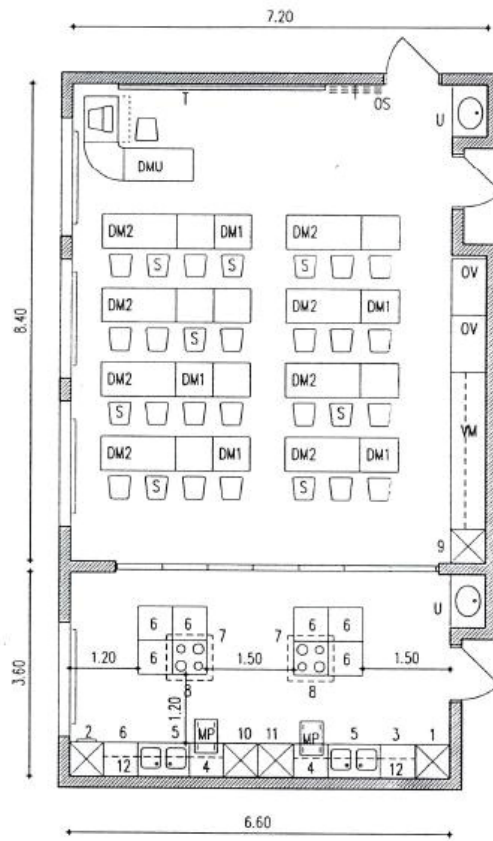 7.20
T OS U
DMU
DM2 DM1 DM2
S S S
OV
DM2 DM2 DM1
S
OV
8.40
DM2 DM1 DM2
S S
VM
DM2 DM1 DM2 DM1
S S
9
U
6 6 6 6
7 7
6 6
1.20 1.50 1.50
8 8
3.60
1.20
2 6 5 MP 10 11 MP 5 3 1
12 4 4 12
6.60